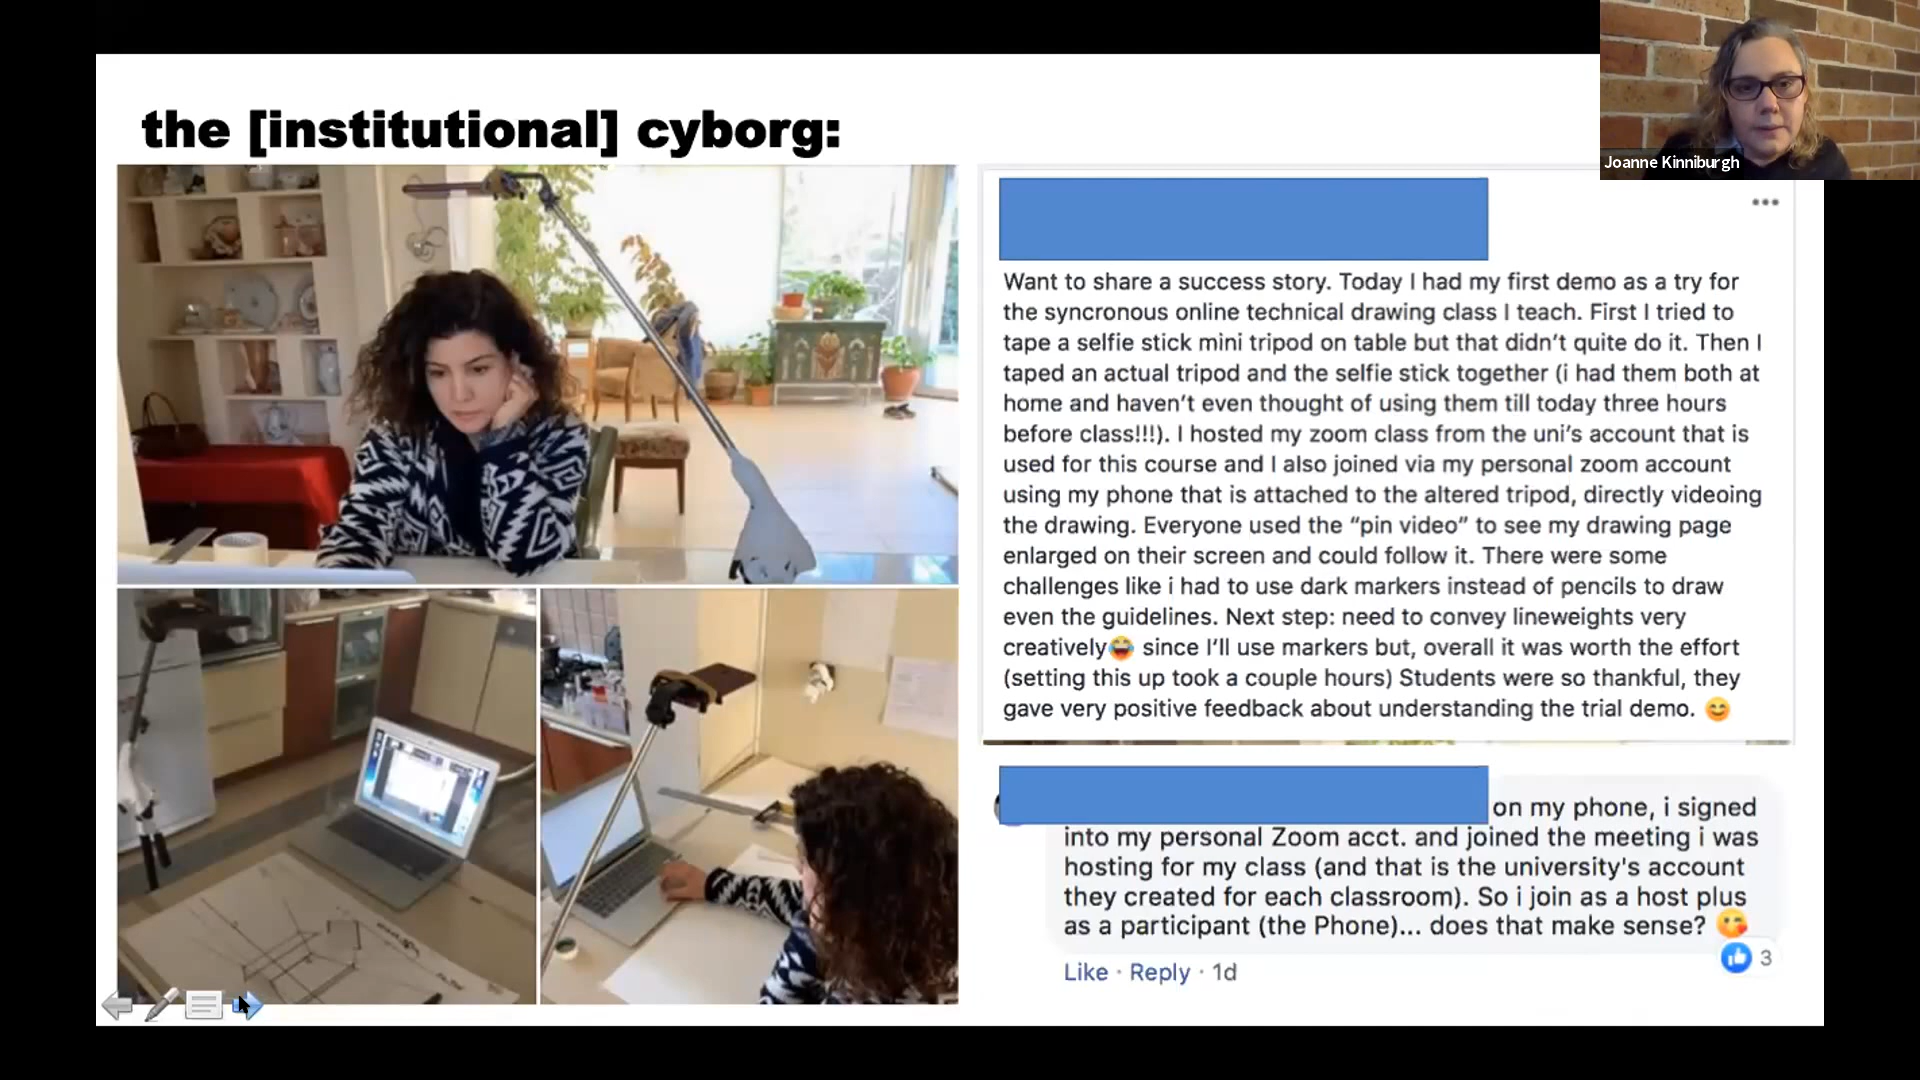 the [institutional] cyborg:
Joanne Kinniburgh
Want to share a success story. Today I had my first demo as a try for
the syncronous online technical drawing class I teach. First I tried to
tape a selfie stick mini tripod on table but that didn’t quite do it. Then I
taped an actual tripod and the selfie stick together (i had them both at
home and haven’t even thought of using them till today three hours
before class!!!). I hosted my zoom class from the uni’s account that is
used for this course and I also joined via my personal zoom account
using my phone that is attached to the altered tripod, directly videoing
the drawing. Everyone used the “pin video” to see my drawing page
enlarged on their screen and could follow it. There were some
challenges like i had to use dark markers instead of pencils to draw
even the guidelines. Next step: need to convey lineweights very
creatively😂 since I’ll use markers but, overall it was worth the effort
(setting this up took a couple hours) Students were so thankful, they
gave very positive feedback about understanding the trial demo. 😊
on my phone, i signed
into my personal Zoom acct. and joined the meeting i was
hosting for my class (and that is the university's account
they created for each classroom). So i join as a host plus
as a participant (the Phone)... does that make sense? 😘
3
Like · Reply · 1d